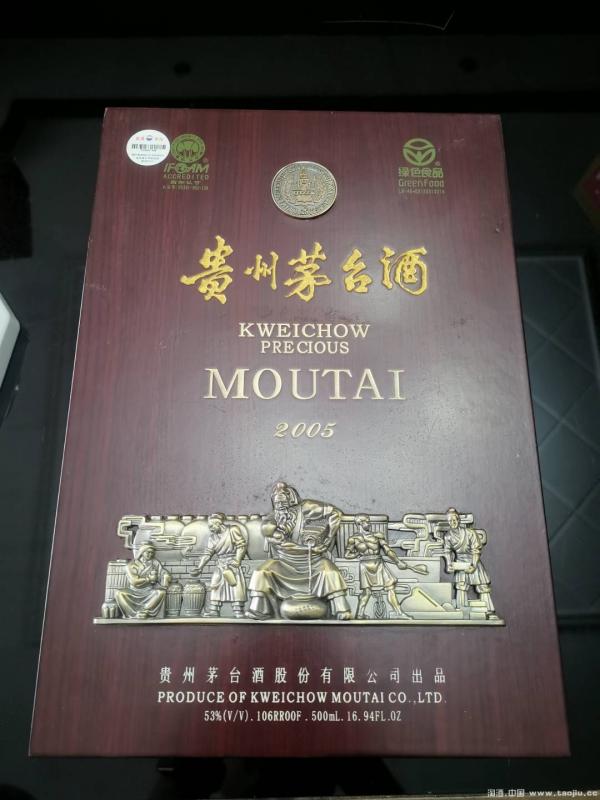 IFOAM
ACCREDITED
®
绿色食品
GreenFood
贵州茅台酒
KWEICHOW
PRECIOUS
MOUTAI
2005
贵州茅台酒股份有限公司出品
PRODUCE OF KWEICHOW MOUTAI CO.,LTD.
53%(V/V).106RROOF.500mL.16.94FL.OZ
淘酒.中国 www.taojiu.cc